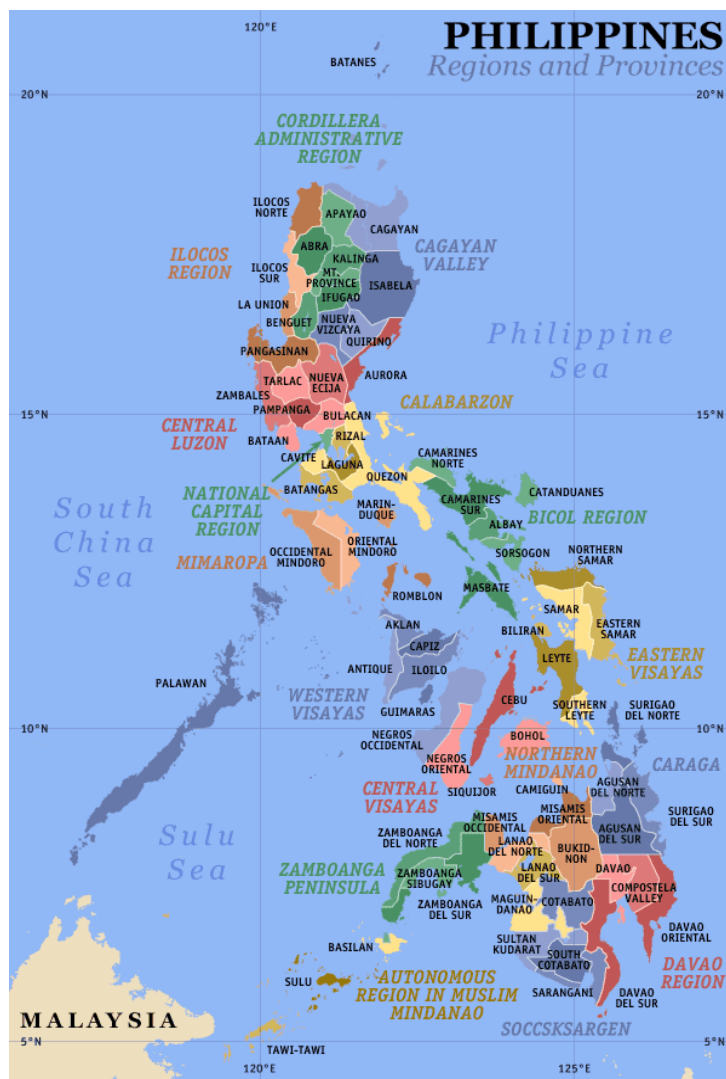 120°E
PHILIPPINES
Regions and Provinces
BATANES
20°N
20°N
CORDILLERA
ADMINISTRATIVE
REGION
ILOCOS
NORTE
APAYAO
CAGAYAN
ABRA
CAGAYAN
VALLEY
ILOCOS
REGION
KALINGA
ILOCOS
SUR
MT.
PROVINCE
ISABELA
IFUGAO
LA UNION
BENGUET
NUEVA
VIZCAYA
QUIRINO
Philippine
Sea
PANGASINAN
TARLAC
NUEVA
ECIJA
AURORA
ZAMBALES
PAMPANGA
CALABARZON
15°N
15°N
BULACAN
CENTRAL
LUZON
BATAAN
RIZAL
CAVITE
LAGUNA
QUEZON
CAMARINES
NORTE
BATANGAS
NATIONAL
CAPITAL
REGION
CAMARINES
SUR
CATANDUANES
MARIN-
DUQUE
ALBAY
BICOL REGION
South
China
Sea
MIMAROPA
OCCIDENTAL
MINDORO
ORIENTAL
MINDORO
SORSOGON
NORTHERN
SAMAR
ROMBLON
MASBATE
SAMAR
AKLAN
BILIRAN
EASTERN
SAMAR
CAPIZ
LEYTE
EASTERN
VISAYAS
ANTIQUE
ILOILO
PALAWAN
WESTERN
VISAYAS
GUIMARAS
CEBU
SOUTHERN
LEYTE
SURIGAO
DEL NORTE
10°N
10°N
NEGROS
OCCIDENTAL
BOHOL
NEGROS
ORIENTAL
NORTHERN
MINDANAO
CARAGA
CENTRAL
VISAYAS
SIQUIJOR
CAMIGUIN
AGUSAN
DEL NORTE
MISAMIS
OCCIDENTAL
MISAMIS
ORIENTAL
SURIGAO
DEL SUR
Sulu
Sea
ZAMBOANGA
DEL NORTE
LANAO
DEL NORTE
BUKID-
NON
AGUSAN
DEL SUR
ZAMBOANGA
PENINSULA
ZAMBOANGA
SIBUGAY
LANAO
DEL SUR
DAVAO
COMPOSTELA
VALLEY
ZAMBOANGA
DEL SUR
MAGUIN-
DANAO
COTABATO
DAVAO
ORIENTAL
BASILAN
SULTAN
KUDARAT
SOUTH
COTABATO
DAVAO
REGION
SULU
AUTONOMOUS
REGION IN MUSLIM
MINDANAO
SARANGANI
DAVAO
DEL SUR
MALAYSIA
SOCCSKSARGEN
5°N
5°N
TAWI-TAWI
120°E
125°E